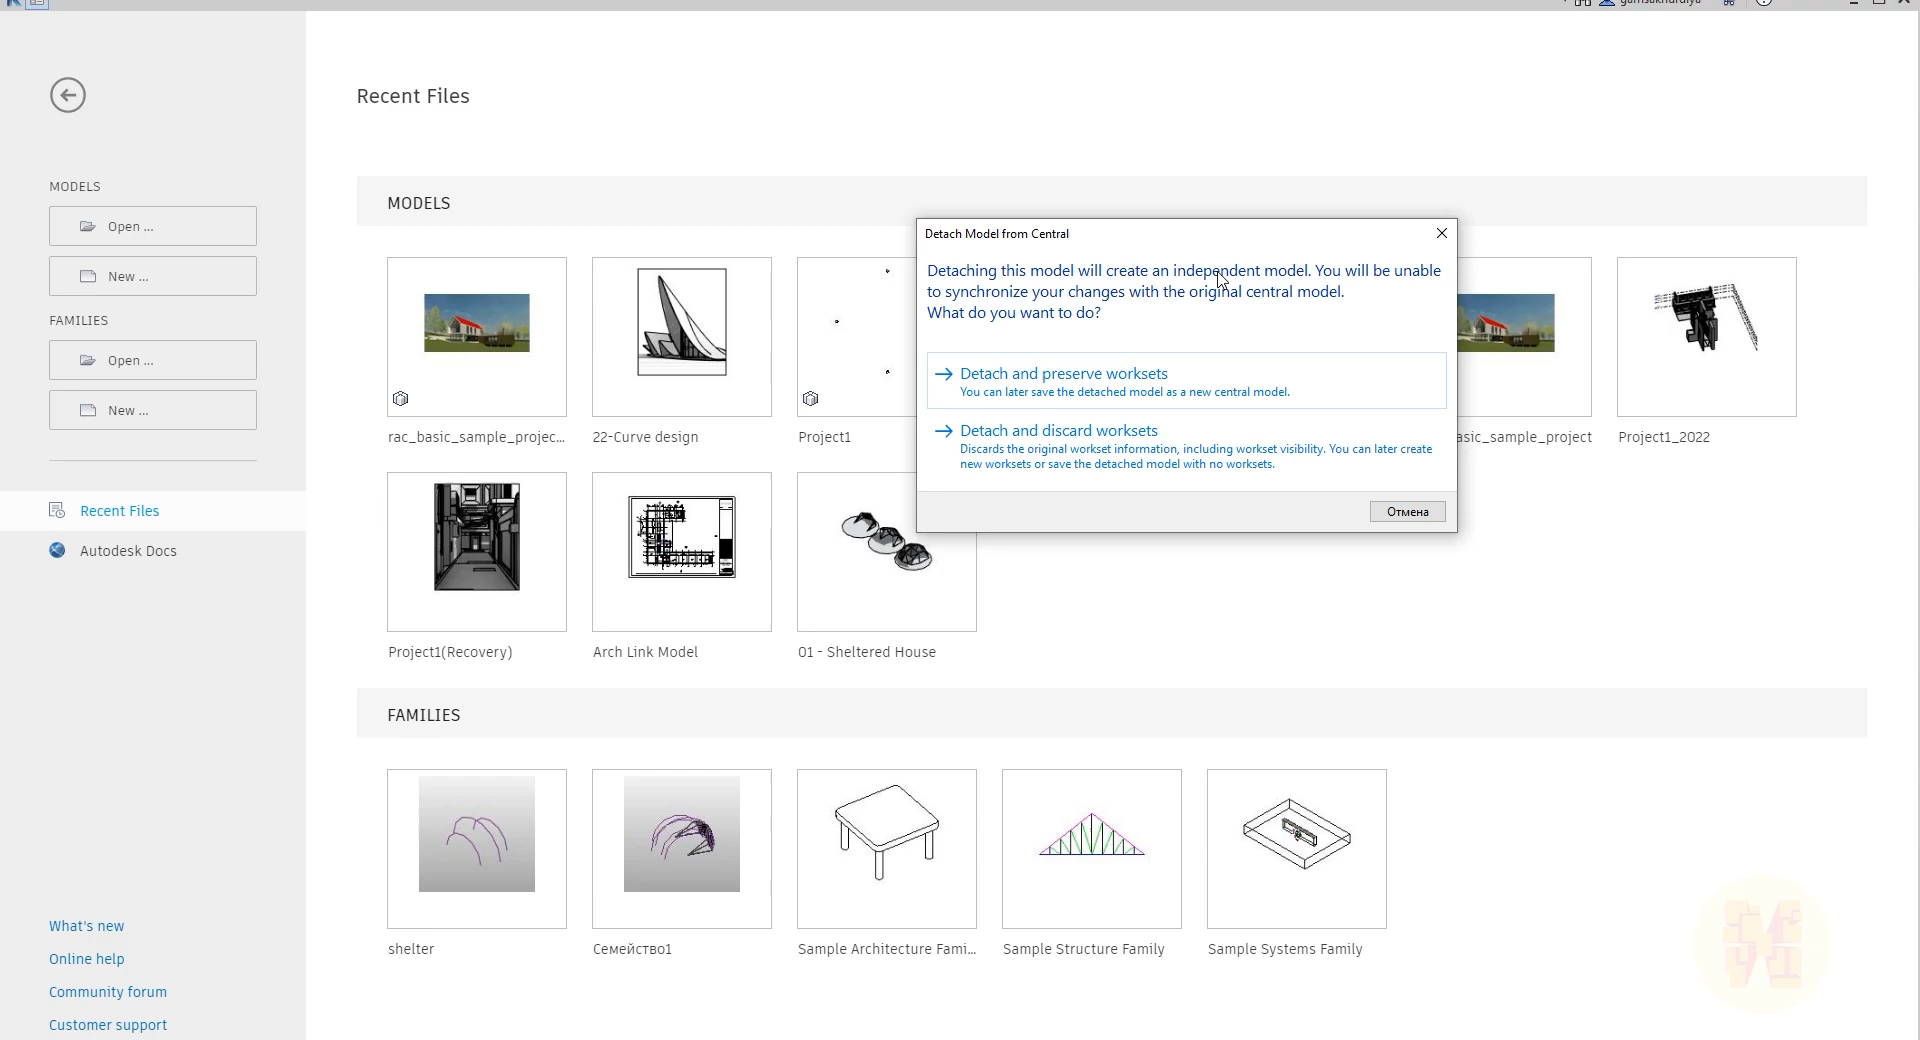 Recent Files
MODELS
Open ...
New ...
FAMILIES
Open ...
New ...
Recent Files
Autodesk Docs
What's new
Online help
Community forum
Customer support
MODELS
rac_basic_sample_projec...
22-Curve design
Project1
asic_sample_project
Project1_2022
Project1(Recovery)
Arch Link Model
01 - Sheltered House
Detach Model from Central
Detaching this model will create an independent model. You will be unable
to synchronize your changes with the original central model.
What do you want to do?
Detach and preserve worksets
You can later save the detached model as a new central model.
Detach and discard worksets
Discards the original workset information, including workset visibility. You can later create
new worksets or save the detached model with no worksets.
Отмена
FAMILIES
shelter
Семейство1
Sample Architecture Fami...
Sample Structure Family
Sample Systems Family